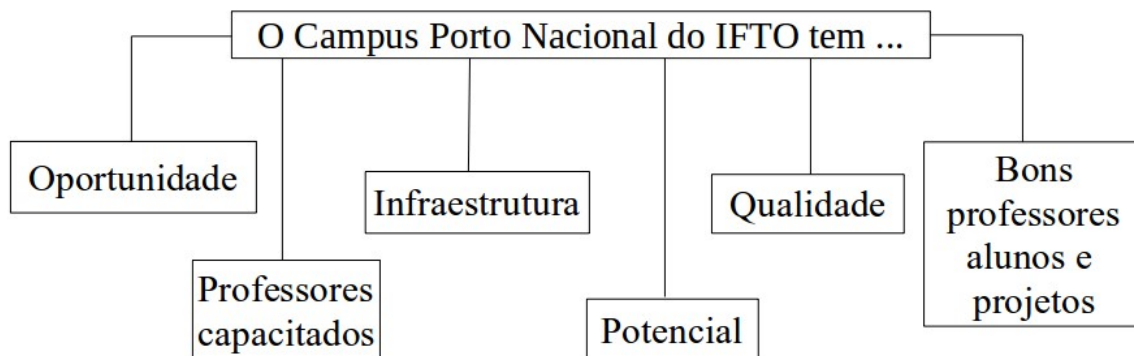 O Campus Porto Nacional do IFTO tem ...
Oportunidade
Professores
capacitados
Infraestrutura
Potencial
Qualidade
Bons
professores
alunos e
projetos